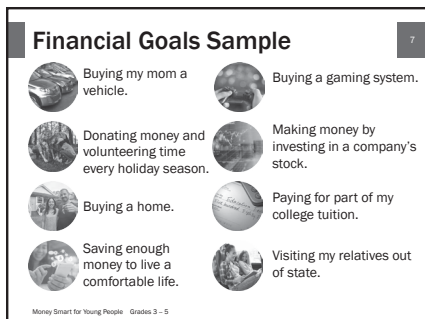 Financial Goals Sample
7
Buying my mom a
vehicle.
Donating money and
volunteering time
every holiday season.
Buying a home.
Saving enough
money to live a
comfortable life.
Buying a gaming system.
Making money by
investing in a company's
stock.
Paying for part of my
college tuition.
Visiting my relatives out
of state.
Money Smart for Young People Grades 3 – 5